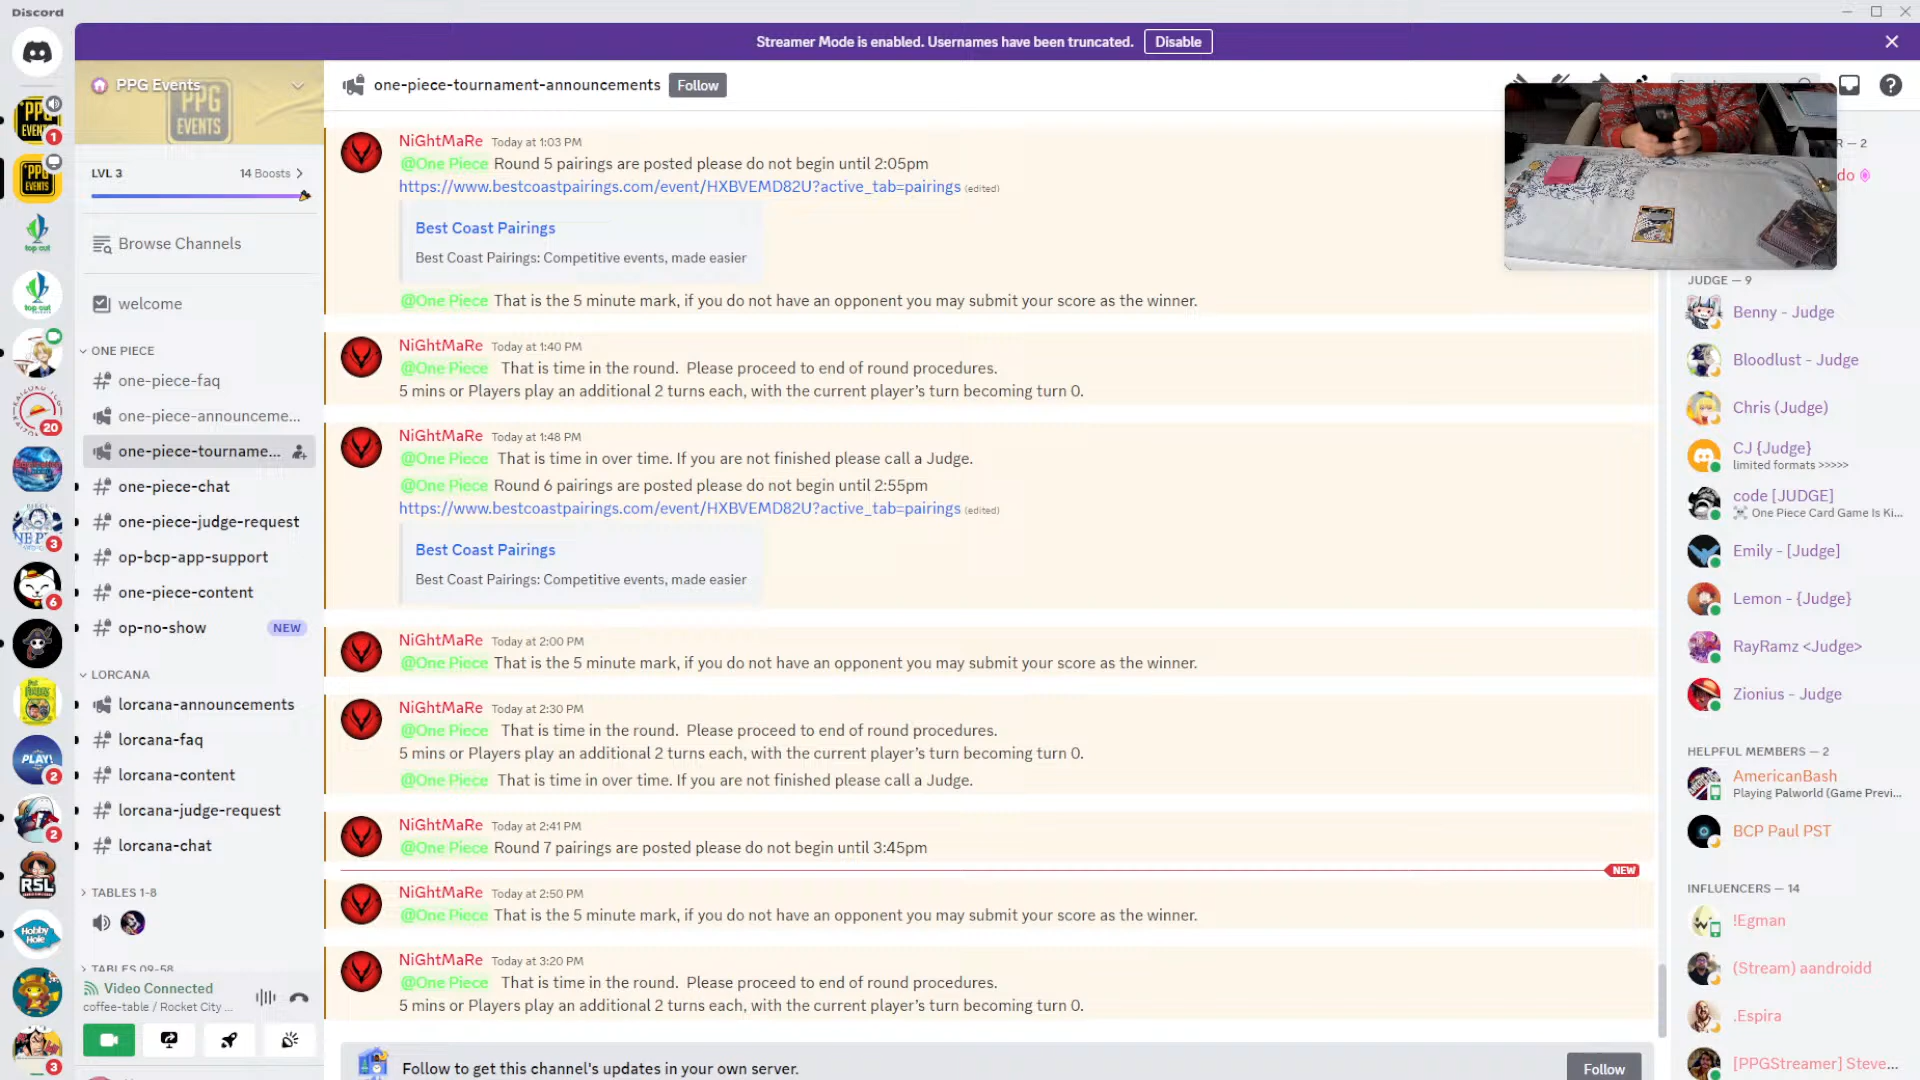 Discord
Streamer Mode is enabled. Usernames have been truncated.
Disable
PPG Events
PPG
EVENTS
LVL 3
14 Boosts
Browse Channels
welcome
ONE PIECE
one-piece-faq
one-piece-announceme...
one-piece-tourname...
one-piece-chat
one-piece-judge-request
op-bcp-app-support
one-piece-content
op-no-show
NEW
LORCANA
lorcana-announcements
lorcana-faq
lorcana-content
lorcana-judge-request
lorcana-chat
TABLES 1-8
TABLES 09-58
Video Connected
coffee-table / Rocket City ...
one-piece-tournament-announcements
Follow
NiGhtMaRe Today at 1:03 PM
@One Piece Round 5 pairings are posted please do not begin until 2:05pm
https://www.bestcoastpairings.com/event/HXBVEMD82U?active_tab=pairings (edited)
Best Coast Pairings
Best Coast Pairings: Competitive events, made easier
@One Piece That is the 5 minute mark, if you do not have an opponent you may submit your score as the winner.
NiGhtMaRe Today at 1:40 PM
@One Piece That is time in the round. Please proceed to end of round procedures.
5 mins or Players play an additional 2 turns each, with the current player's turn becoming turn 0.
NiGhtMaRe Today at 1:48 PM
@One Piece That is time in over time. If you are not finished please call a Judge.
@One Piece Round 6 pairings are posted please do not begin until 2:55pm
https://www.bestcoastpairings.com/event/HXBVEMD82U?active_tab=pairings (edited)
Best Coast Pairings
Best Coast Pairings: Competitive events, made easier
NiGhtMaRe Today at 2:00 PM
@One Piece That is the 5 minute mark, if you do not have an opponent you may submit your score as the winner.
NiGhtMaRe Today at 2:30 PM
@One Piece That is time in the round. Please proceed to end of round procedures.
5 mins or Players play an additional 2 turns each, with the current player's turn becoming turn 0.
@One Piece That is time in over time. If you are not finished please call a Judge.
NiGhtMaRe Today at 2:41 PM
@One Piece Round 7 pairings are posted please do not begin until 3:45pm
NEW
NiGhtMaRe Today at 2:50 PM
@One Piece That is the 5 minute mark, if you do not have an opponent you may submit your score as the winner.
NiGhtMaRe Today at 3:20 PM
@One Piece That is time in the round. Please proceed to end of round procedures.
5 mins or Players play an additional 2 turns each, with the current player's turn becoming turn 0.
Follow to get this channel's updates in your own server.
Follow
R — 2
do
JUDGE — 9
Benny - Judge
Bloodlust - Judge
Chris (Judge)
CJ {Judge}
limited formats >>>>>
code [JUDGE]
One Piece Card Game Is Ki...
Emily - [Judge]
Lemon - {Judge}
RayRamz <Judge>
Zionius - Judge
HELPFUL MEMBERS — 2
AmericanBash
Playing Palworld (Game Previ...
BCP Paul PST
INFLUENCERS — 14
!Egman
(Stream) aandroidd
.Espira
[PPGStreamer] Steve...
1
EVENTS
top cut
top cut
20
3
6
PLAY!
2
2
RSL
Hobby
Hole
3